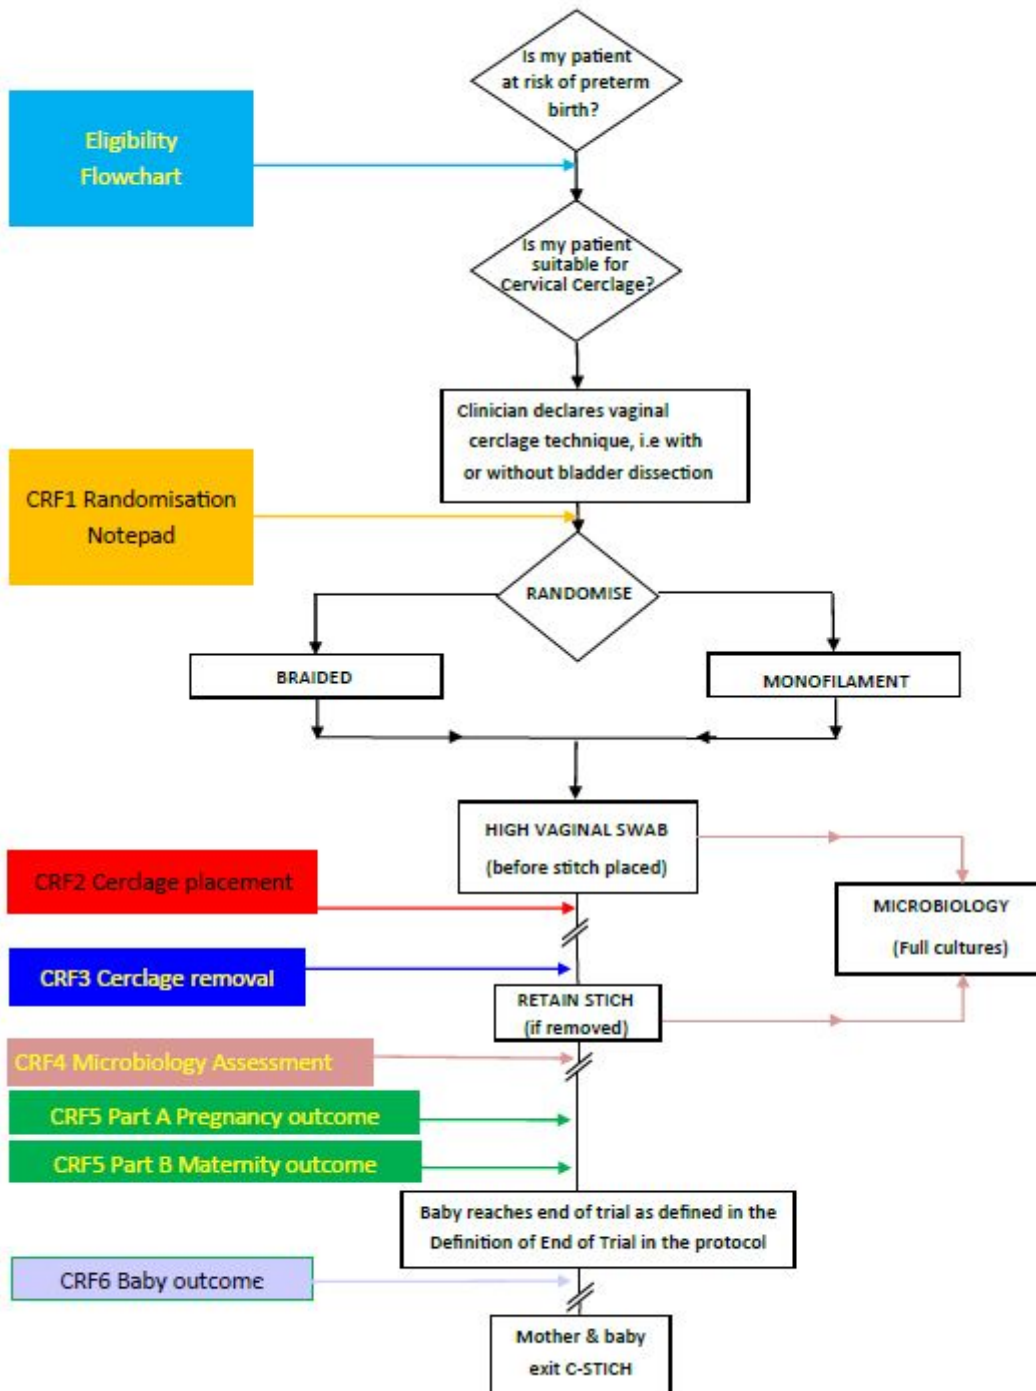 Is my patient
at risk of preterm
birth?
Eligibility
Flowchart
Is my patient
suitable for
Cervical Cerclage?
Clinician declares vaginal
cerclage technique, i.e with
or without bladder dissection
CRF1 Randomisation
Notepad
RANDOMISE
BRAIDED
MONOFILAMENT
HIGH VAGINAL SWAB
(before stitch placed)
CRF2 Cerclage placement
MICROBIOLOGY
(Full cultures)
CRF3 Cerclage removal
RETAIN STICH
(if removed)
CRF4 Microbiology Assessment
CRF5 Part A Pregnancy outcome
CRF5 Part B Maternity outcome
Baby reaches end of trial as defined in the
Definition of End of Trial in the protocol
CRF6 Baby outcome
Mother & baby
exit C-STICH